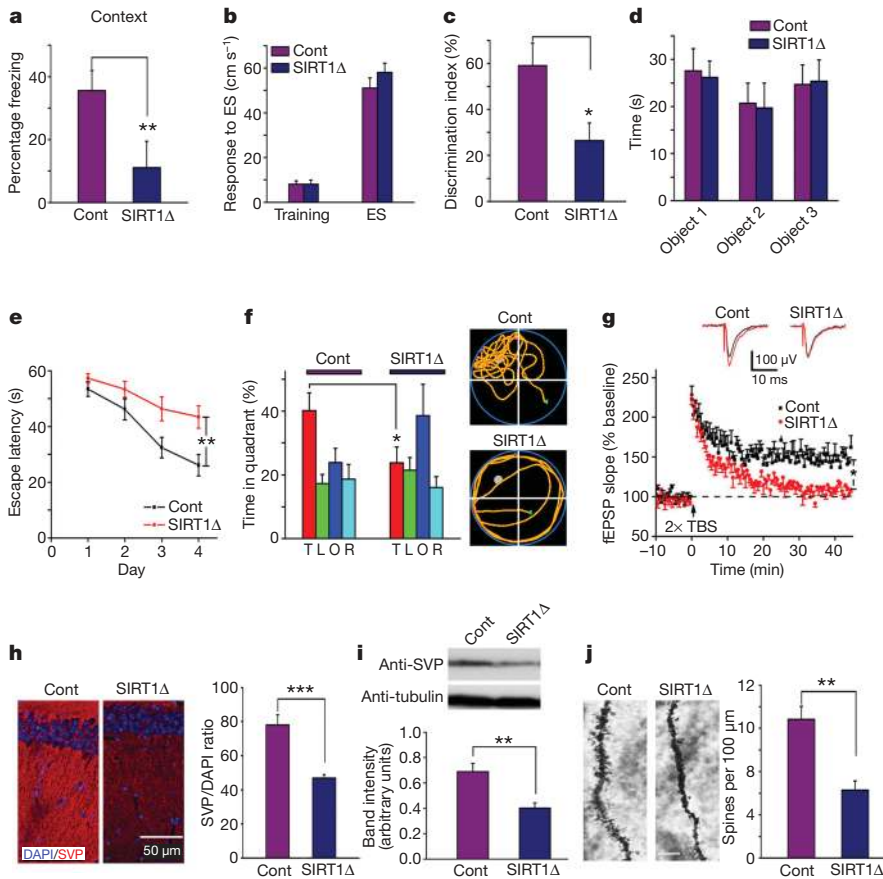 a
Context
Percentage freezing
60
40
20
0
**
Cont
SIRT1Δ
b
Response to ES (cm s⁻¹)
60
40
20
0
Cont
SIRT1Δ
Training
ES
c
Discrimination index (%)
60
40
20
0
*
Cont
SIRT1Δ
d
Time (s)
30
20
10
0
Cont
SIRT1Δ
Object 1
Object 2
Object 3
e
Escape latency (s)
60
40
20
0
**
Cont
SIRT1Δ
1 2 3 4
Day
f
Time in quadrant (%)
40
20
0
Cont
SIRT1Δ
*
T L O R
T L O R
Cont
SIRT1Δ
g
Cont
SIRT1Δ
100 μV
10 ms
fEPSP slope (% baseline)
250
200
150
100
50
Cont
SIRT1Δ
*
2× TBS
−10 0 10 20 30 40
Time (min)
h
Cont
SIRT1Δ
DAPI/SVP
50 μm
SVP/DAPI ratio
100
80
60
40
20
0
***
Cont
SIRT1Δ
i
Cont
SIRT1Δ
Anti-SVP
Anti-tubulin
Band intensity
(arbitrary units)
1.0
0.8
0.6
0.4
0.2
0.0
**
Cont
SIRT1Δ
j
Cont
SIRT1Δ
Spines per 100 μm
12
10
8
6
4
2
0
**
Cont
SIRT1Δ